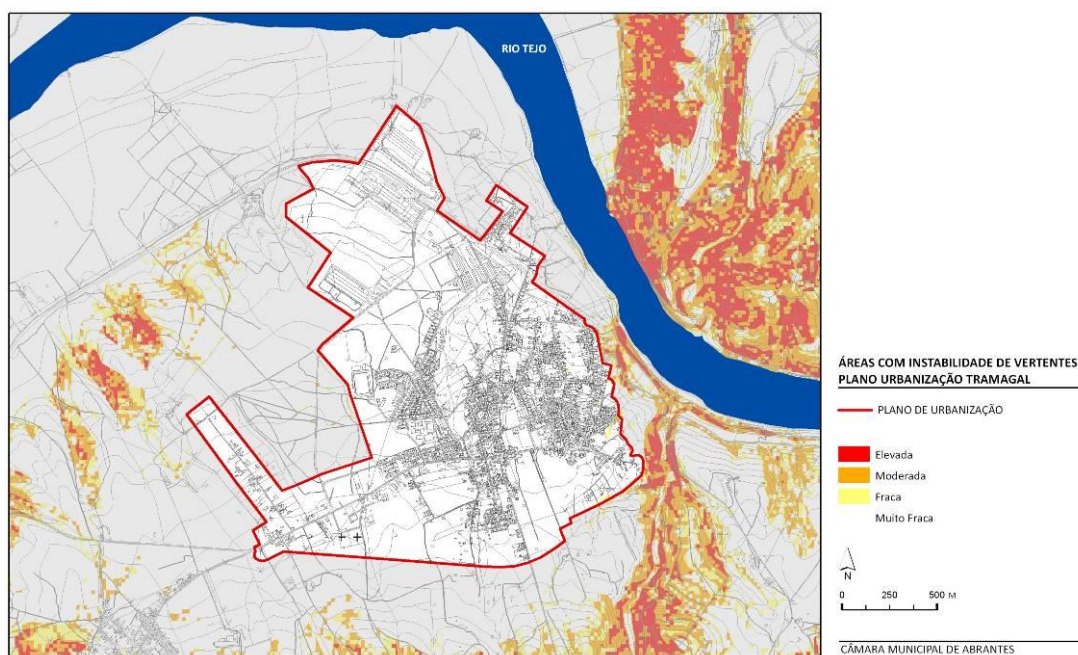 RIO TEJO
ÁREAS COM INSTABILIDADE DE VERTENTES
PLANO URBANIZAÇÃO TRAMAGAL
PLANO DE URBANIZAÇÃO
Elevada
Moderada
Fraca
Muito Fraca
N
0 250 500 M
CÂMARA MUNICIPAL DE ABRANTES